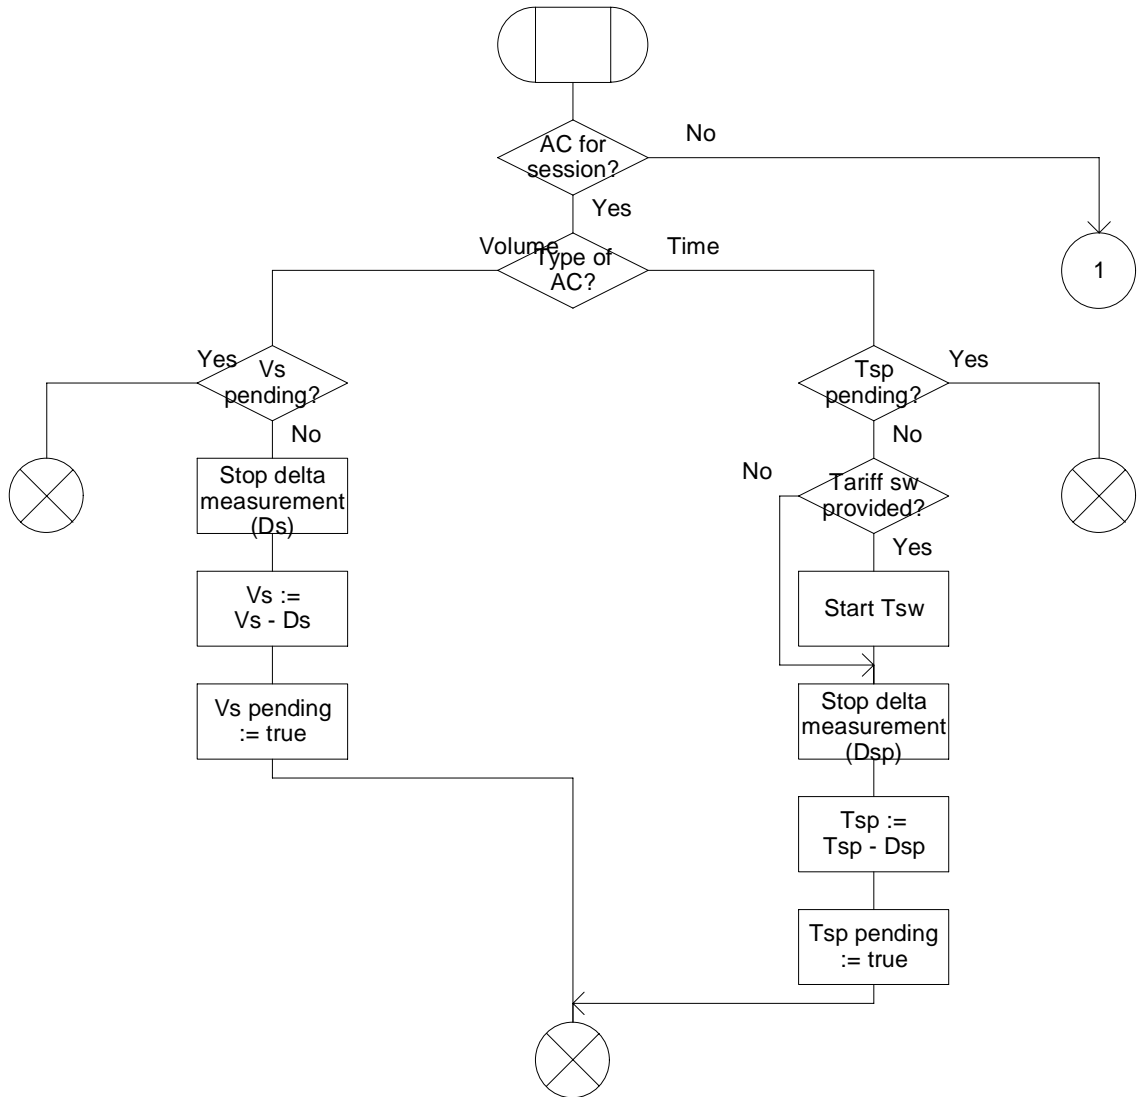 AC for
session?
No
Yes
Volume
Type of
AC?
Time
1
Yes
Vs
pending?
No
Tsp
pending?
Yes
No
Stop delta
measurement
(Ds)
No
Tariff sw
provided?
Yes
Vs :=
Vs - Ds
Start Tsw
Vs pending
:= true
Stop delta
measurement
(Dsp)
Tsp :=
Tsp - Dsp
Tsp pending
:= true